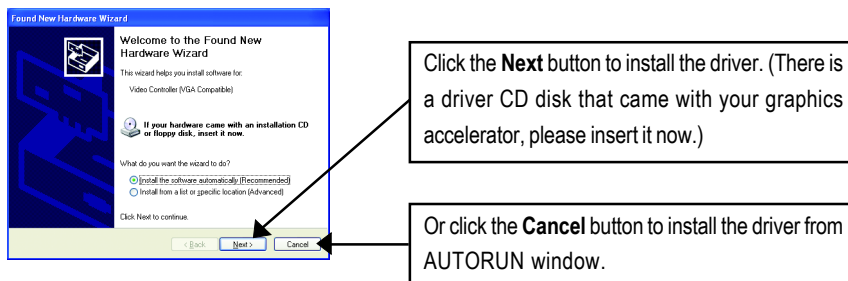 Found New Hardware Wizard
Welcome to the Found New
Hardware Wizard
This wizard helps you install software for:
Video Controller (VGA Compatible)
If your hardware came with an installation CD
or floppy disk, insert it now.
What do you want the wizard to do?
Install the software automatically (Recommended)
Install from a list or specific location (Advanced)
Click Next to continue.
< Back
Next >
Cancel
Click the Next button to install the driver. (There is
a driver CD disk that came with your graphics
accelerator, please insert it now.)
Or click the Cancel button to install the driver from
AUTORUN window.